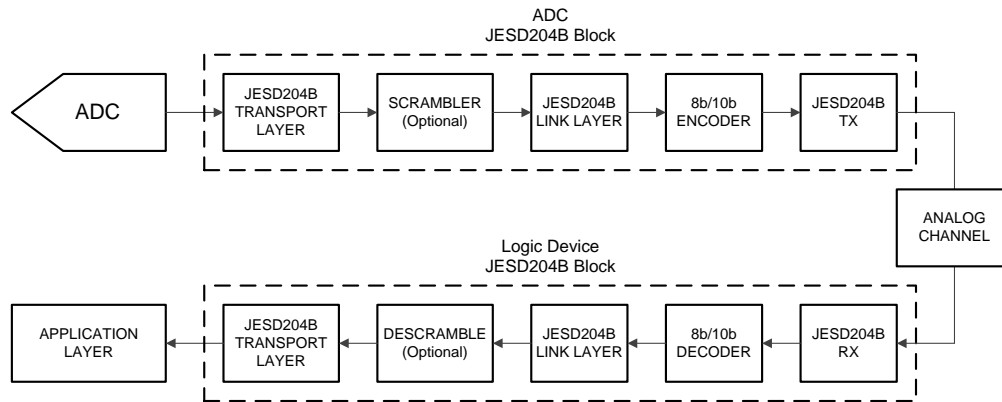 ADC
JESD204B Block
ADC
JESD204B
TRANSPORT
LAYER
SCRAMBLER
(Optional)
JESD204B
LINK LAYER
8b/10b
ENCODER
JESD204B
TX
ANALOG
CHANNEL
Logic Device
JESD204B Block
APPLICATION
LAYER
JESD204B
TRANSPORT
LAYER
DESCRAMBLE
(Optional)
JESD204B
LINK LAYER
8b/10b
DECODER
JESD204B
RX